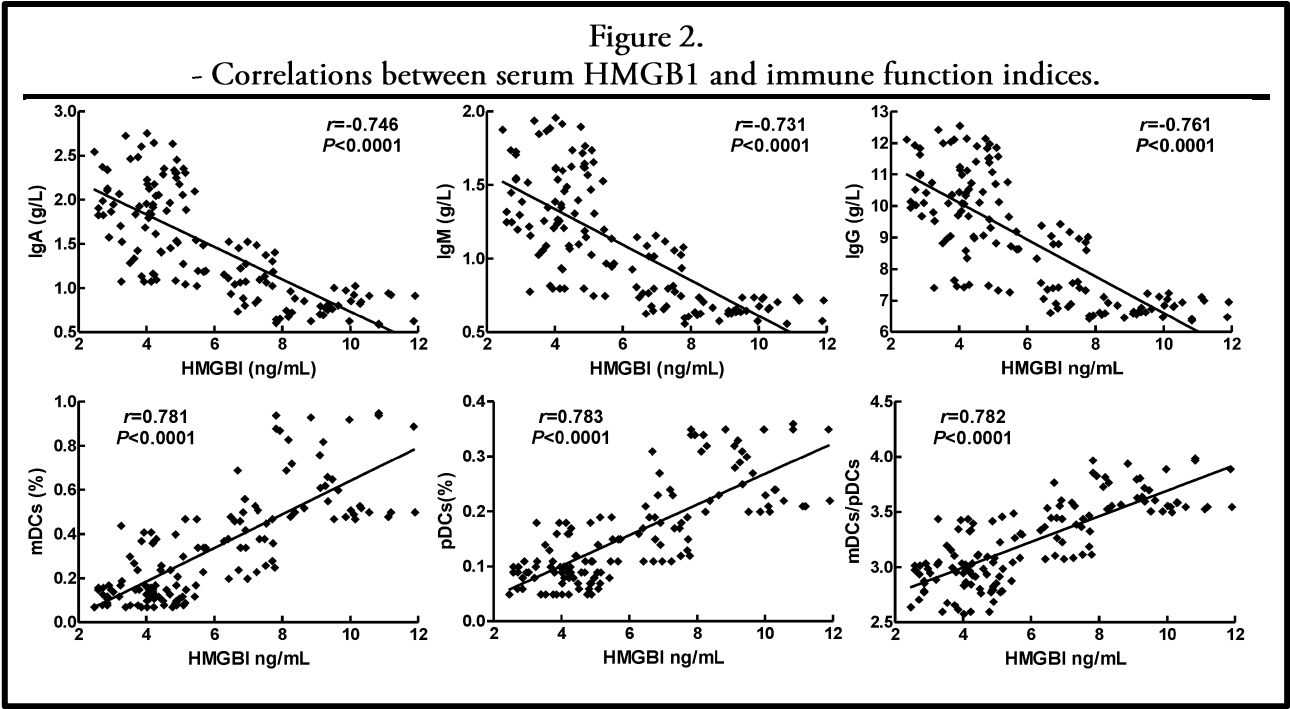 Figure 2.
- Correlations between serum HMGB1 and immune function indices.
3.0
2.5
2.0
1.5
1.0
0.5
IgA (g/L)
r=-0.746
P<0.0001
2 4 6 8 10 12
HMGBI (ng/mL)
2.0
1.5
1.0
0.5
IgM (g/L)
r=-0.731
P<0.0001
2 4 6 8 10 12
HMGBI (ng/mL)
13
12
11
10
9
8
7
6
IgG (g/L)
r=-0.761
P<0.0001
2 4 6 8 10 12
HMGBI ng/mL
1.0
0.8
0.6
0.4
0.2
0.0
mDCs (%)
r=0.781
P<0.0001
2 4 6 8 10 12
HMGBI ng/mL
0.4
0.3
0.2
0.1
0.0
pDCs(%)
r=0.783
P<0.0001
2 4 6 8 10 12
HMGBI ng/mL
4.5
4.0
3.5
3.0
2.5
mDCs/pDCs
r=0.782
P<0.0001
2 4 6 8 10 12
HMGBI ng/mL